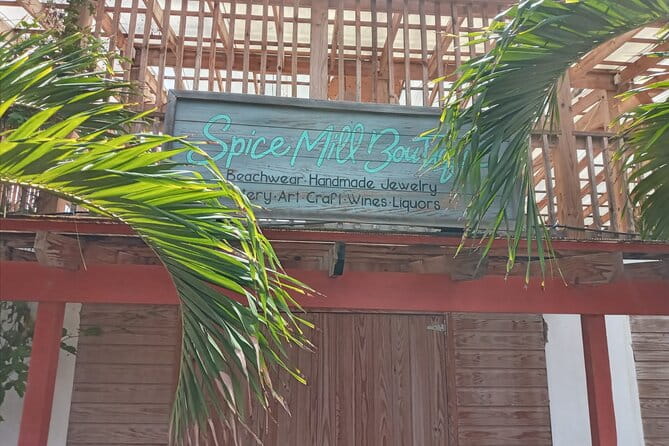 Spice Mill
Beachwear · Handmade Jewelry
Art · Craft · Wines · Liquors